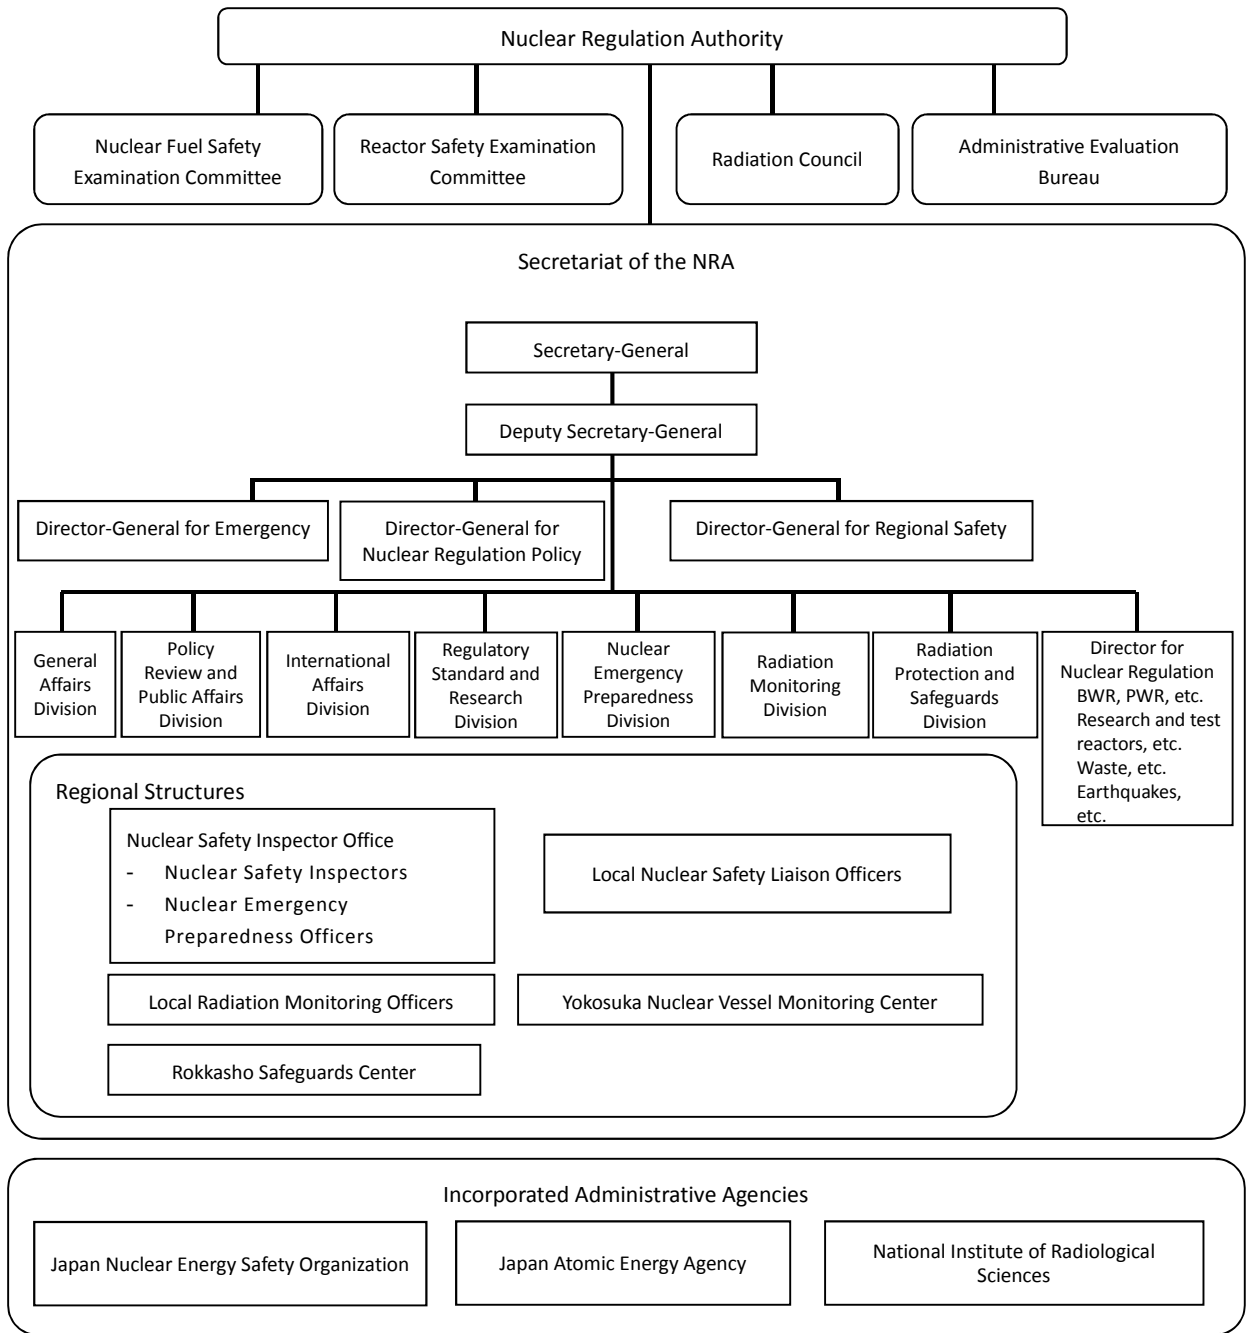 Nuclear Regulation Authority
Nuclear Fuel Safety
Examination Committee
Reactor Safety Examination
Committee
Radiation Council
Administrative Evaluation
Bureau
Secretariat of the NRA
Secretary-General
Deputy Secretary-General
Director-General for Emergency
Director-General for
Nuclear Regulation Policy
Director-General for Regional Safety
General
Affairs
Division
Policy
Review and
Public Affairs
Division
International
Affairs
Division
Regulatory
Standard and
Research
Division
Nuclear
Emergency
Preparedness
Division
Radiation
Monitoring
Division
Radiation
Protection and
Safeguards
Division
Director for
Nuclear Regulation
BWR, PWR, etc.
Research and test
reactors, etc.
Waste, etc.
Earthquakes,
etc.
Regional Structures
Nuclear Safety Inspector Office
- Nuclear Safety Inspectors
- Nuclear Emergency
Preparedness Officers
Local Nuclear Safety Liaison Officers
Local Radiation Monitoring Officers
Yokosuka Nuclear Vessel Monitoring Center
Rokkasho Safeguards Center
Incorporated Administrative Agencies
Japan Nuclear Energy Safety Organization
Japan Atomic Energy Agency
National Institute of Radiological
Sciences